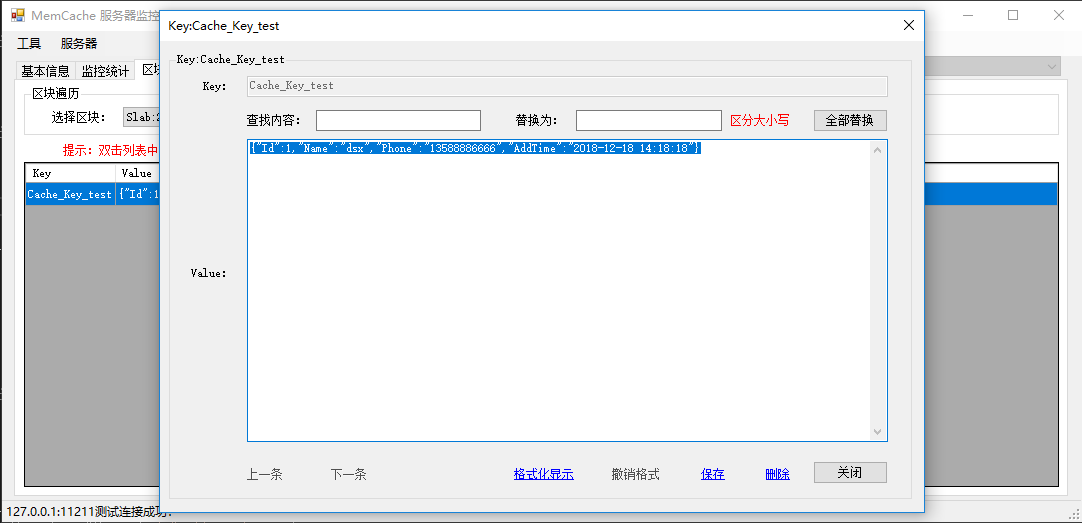 MemCache 服务器监控
Key:Cache_Key_test
工具 服务器
基本信息 监控统计 区块
区块遍历
选择区块: Slab:2
提示: 双击列表中
Key Value
Cache_Key_test {"Id":1
Key:Cache_Key_test
Key: Cache_Key_test
查找内容: 替换为: 区分大小写 全部替换
Value: {"Id":1,"Name":"dsx","Phone":"13588886666","AddTime":"2018-12-18 14:18:18"}
上一条 下一条 格式化显示 撤销格式 保存 删除 关闭
127.0.0.1:11211测试连接成功!